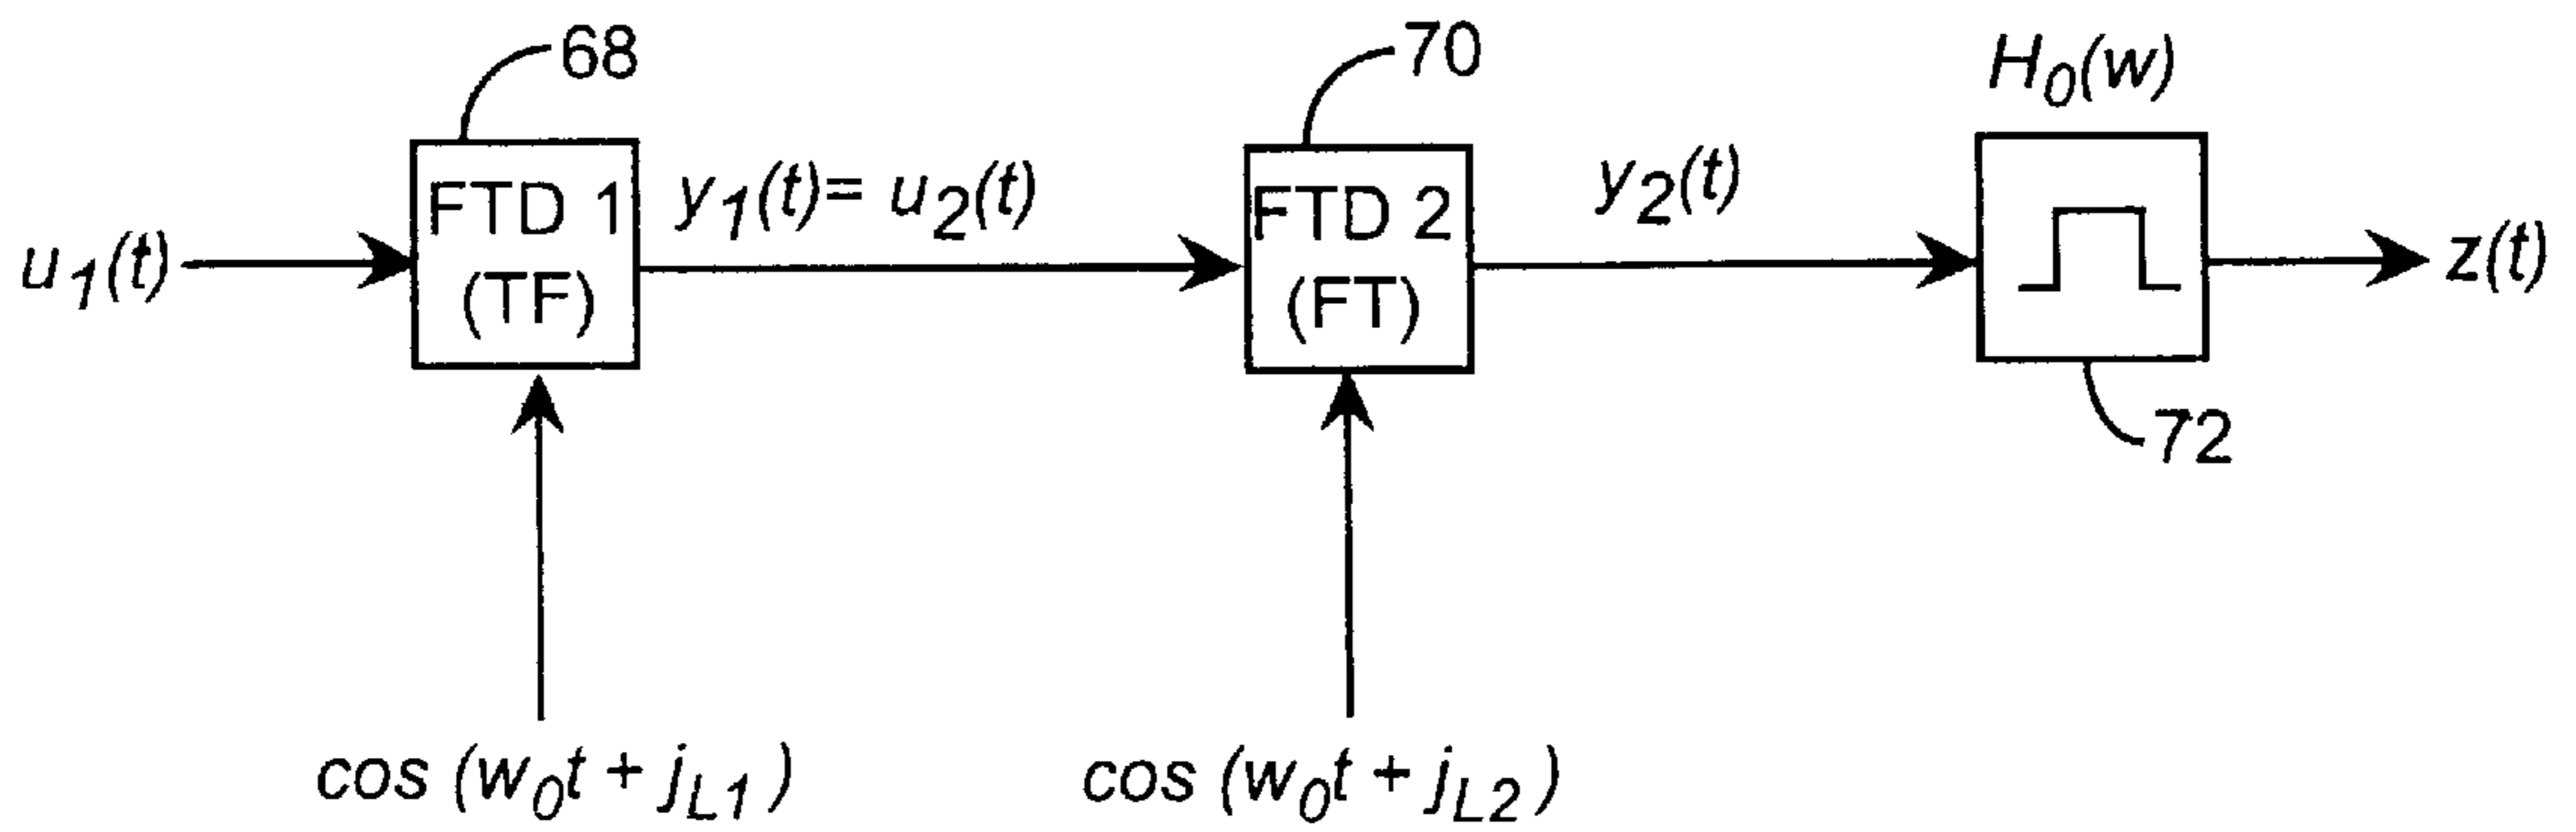 68
70
H0(w)
FTD 1
(TF)
y1(t)= u2(t)
FTD 2
(FT)
y2(t)
u1(t)
z(t)
72
cos (w0t + jL1 )
cos (w0t + jL2 )